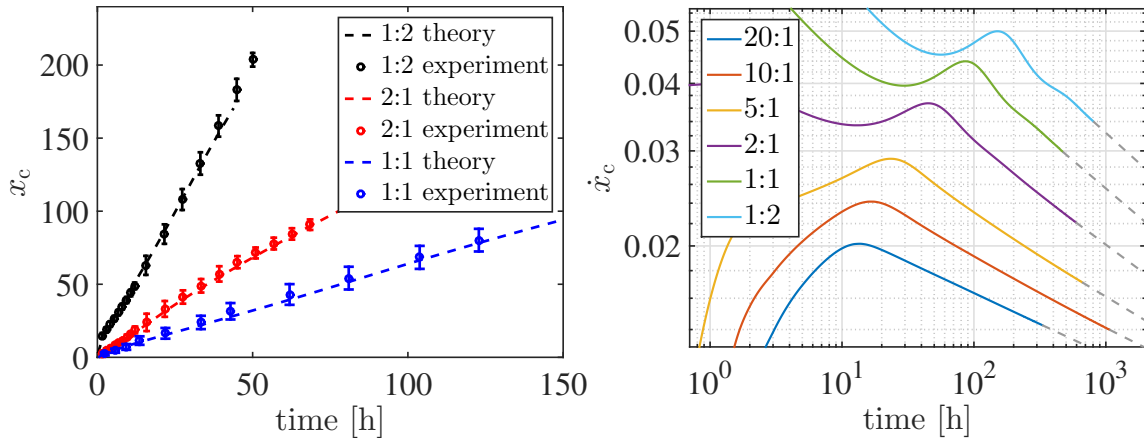 200
150
100
50
0
x_c
0
50
100
150
time [h]
1:2 theory
1:2 experiment
2:1 theory
2:1 experiment
1:1 theory
1:1 experiment
0.05
0.04
0.03
0.02
ẋ_c
20:1
10:1
5:1
2:1
1:1
1:2
10^0
10^1
10^2
10^3
time [h]